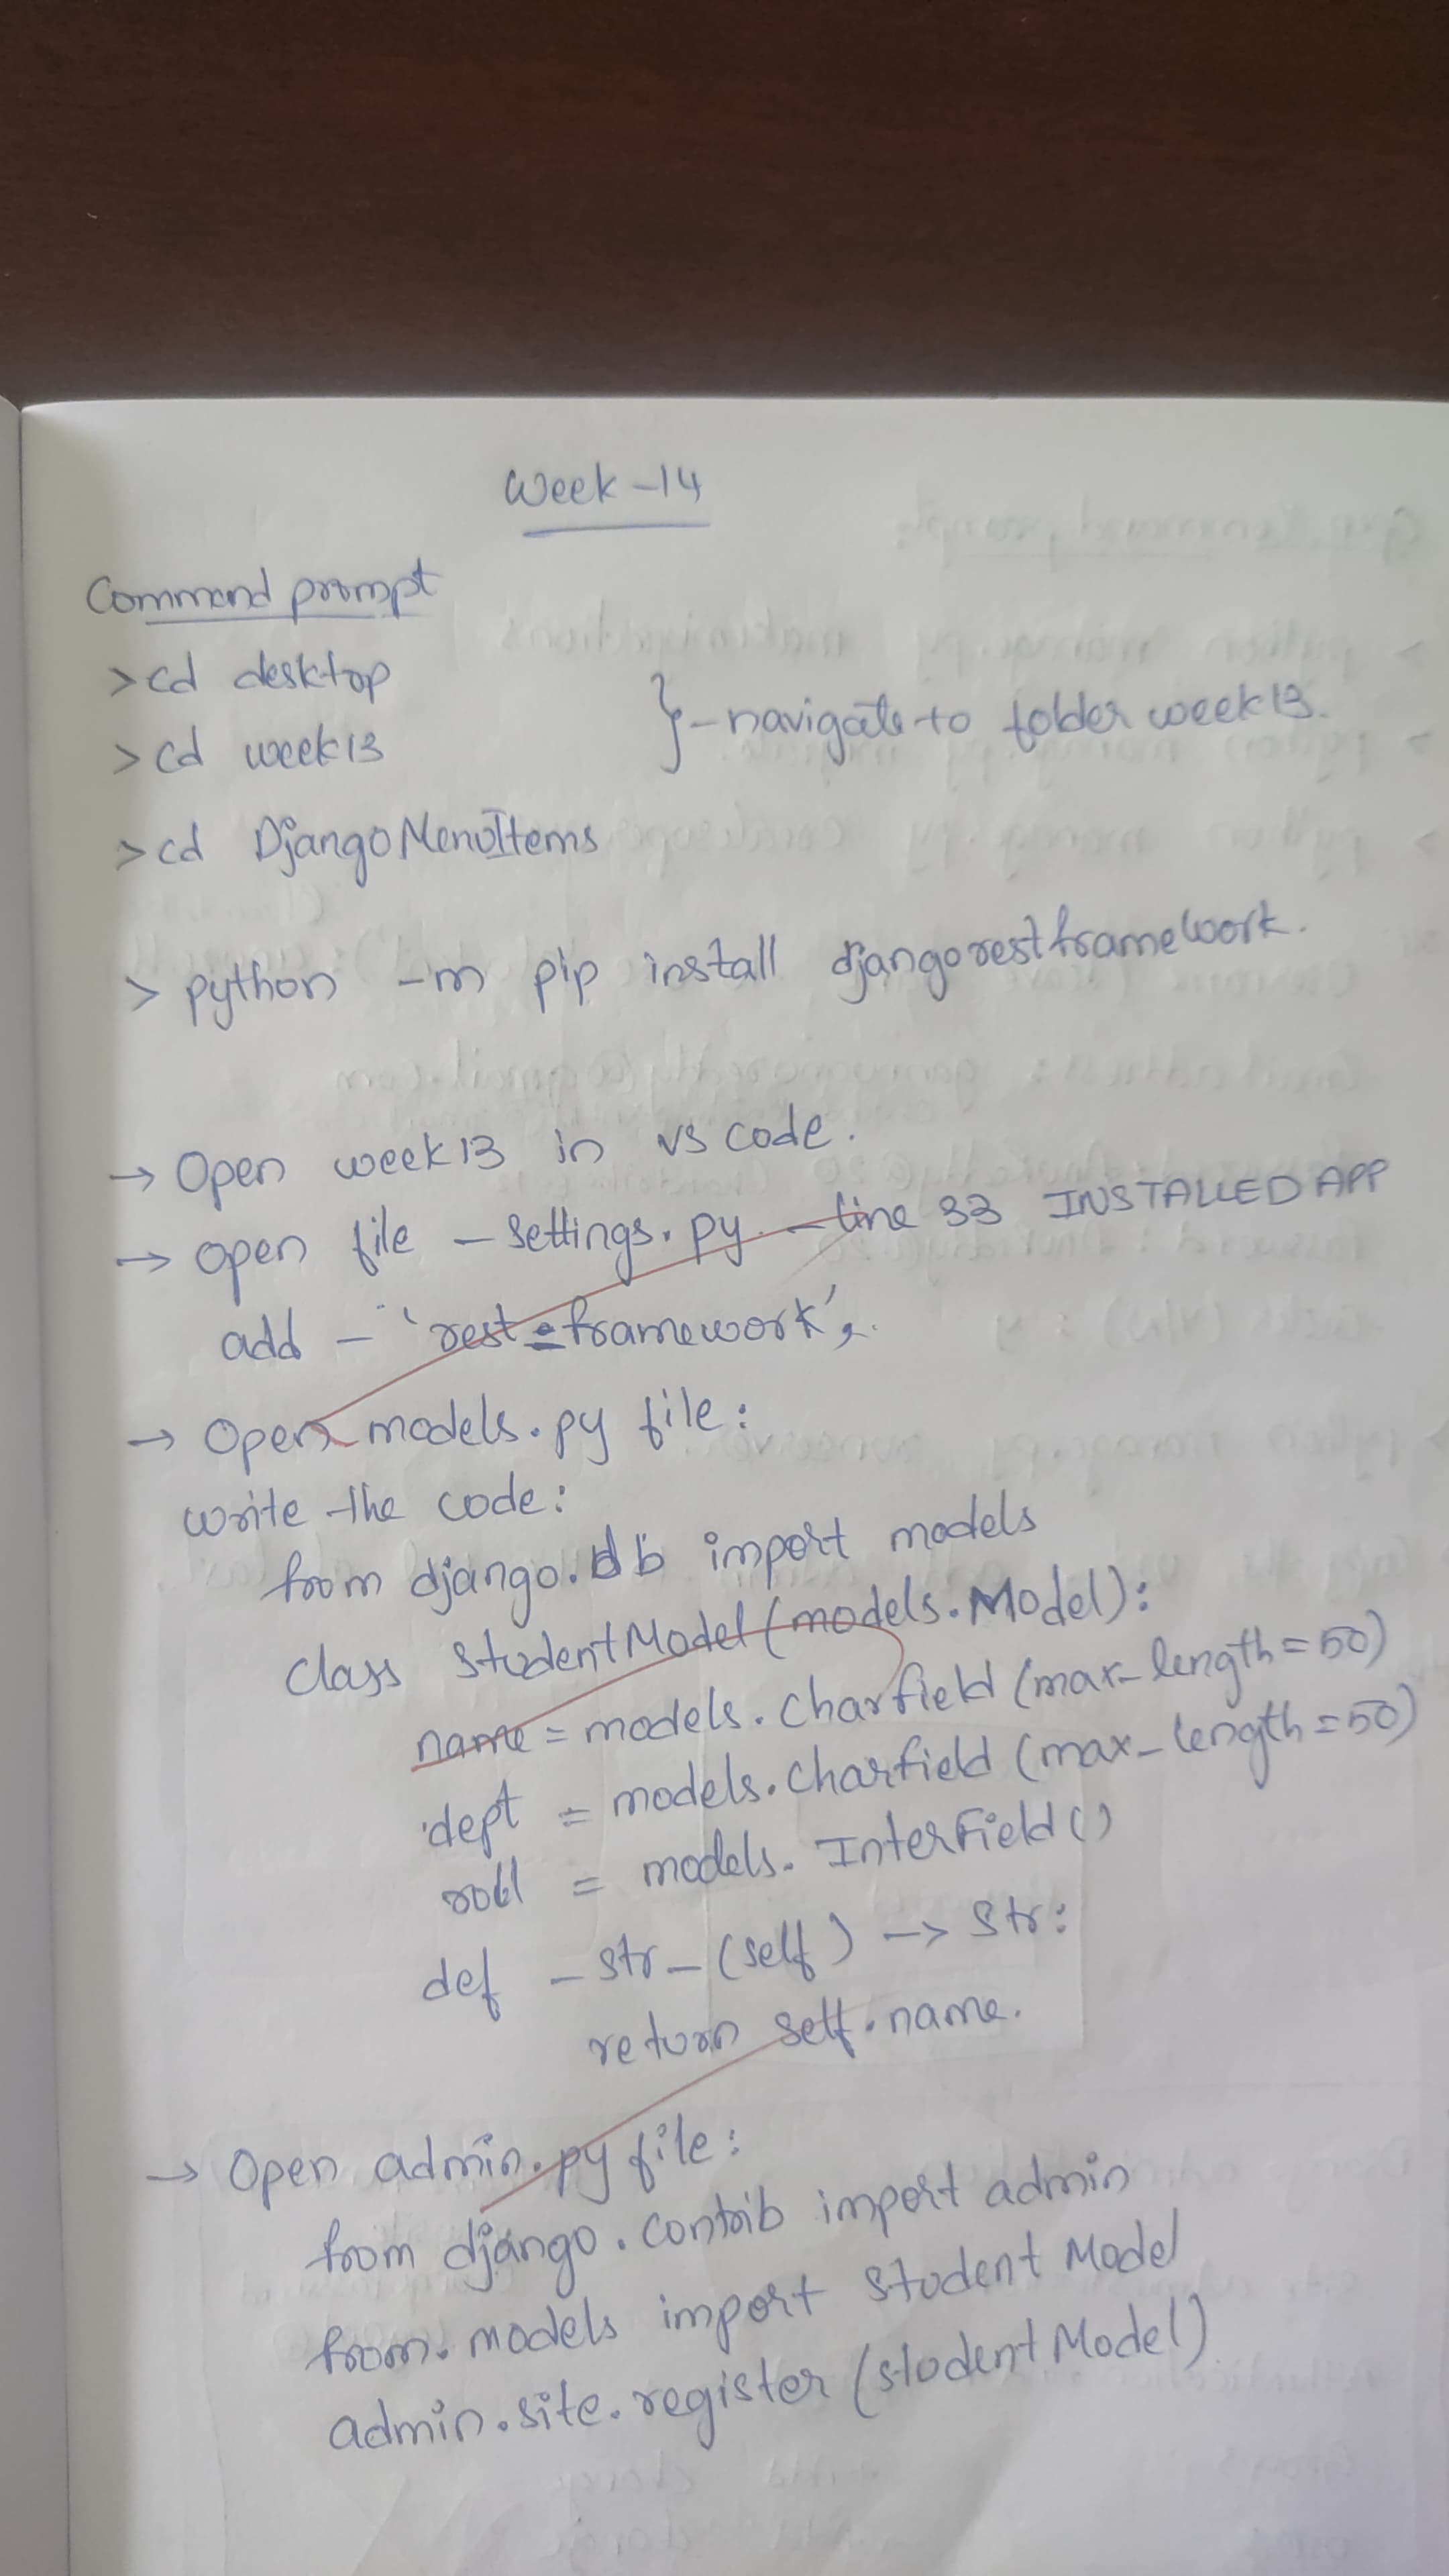 Week-14
Command prompt
>cd desktop
>cd week13 }-navigate to folder week13.
>cd DjangoMenuItems
> python -m pip install djangorestframework.
→ Open week13 in vs code.
→ open file - settings.py. - line 33 INSTALLED APP
add - 'rest_framework',.
→ Open models.py file:
write the code:
from django.db import models
class StudentModel(models.Model):
name = models.Charfield (max_length=50)
dept = models.Charfield (max_length=50)
roll = models.InterField()
def _str_(self) -> str:
return self.name.
→ Open admin.py file:
from django.contrib import admin
from.models import StudentModel
admin.site.register(studentModel)